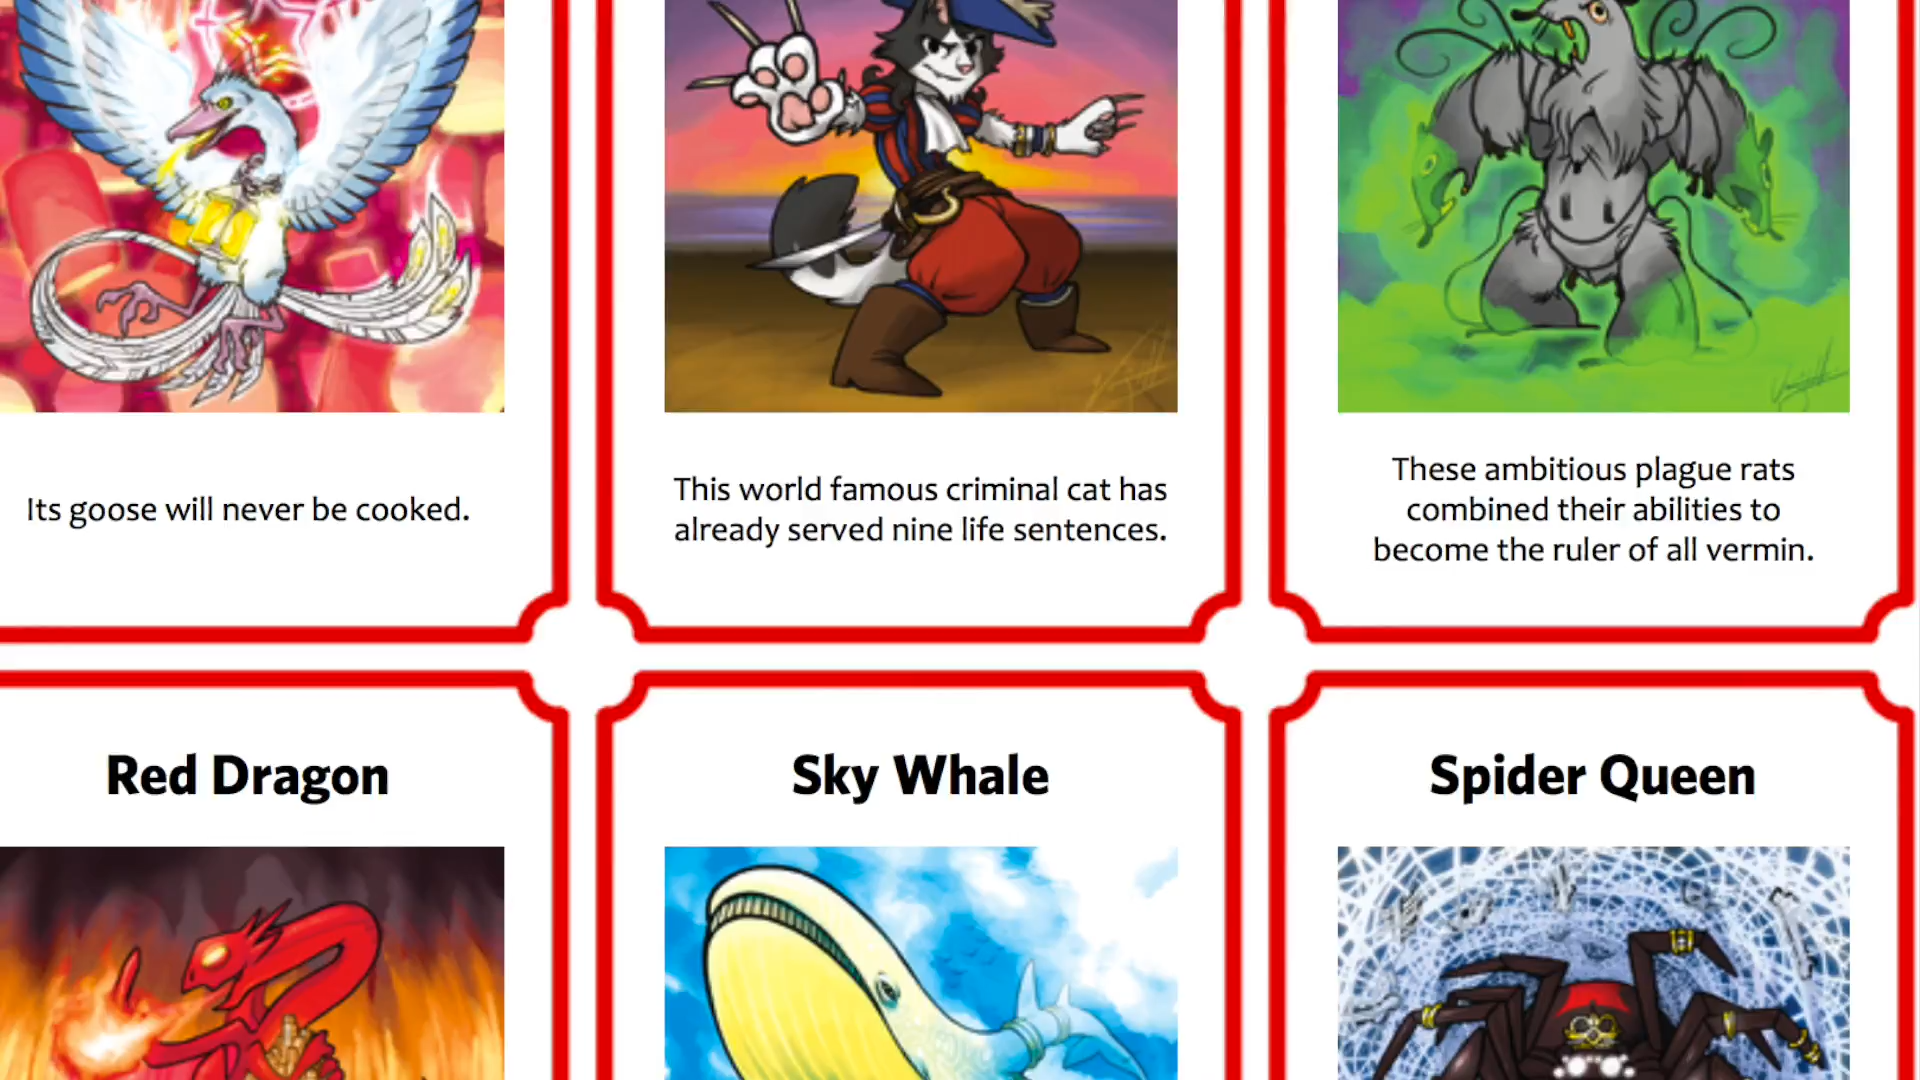 Its goose will never be cooked.
This world famous criminal cat has
already served nine life sentences.
These ambitious plague rats
combined their abilities to
become the ruler of all vermin.
Red Dragon
Sky Whale
Spider Queen